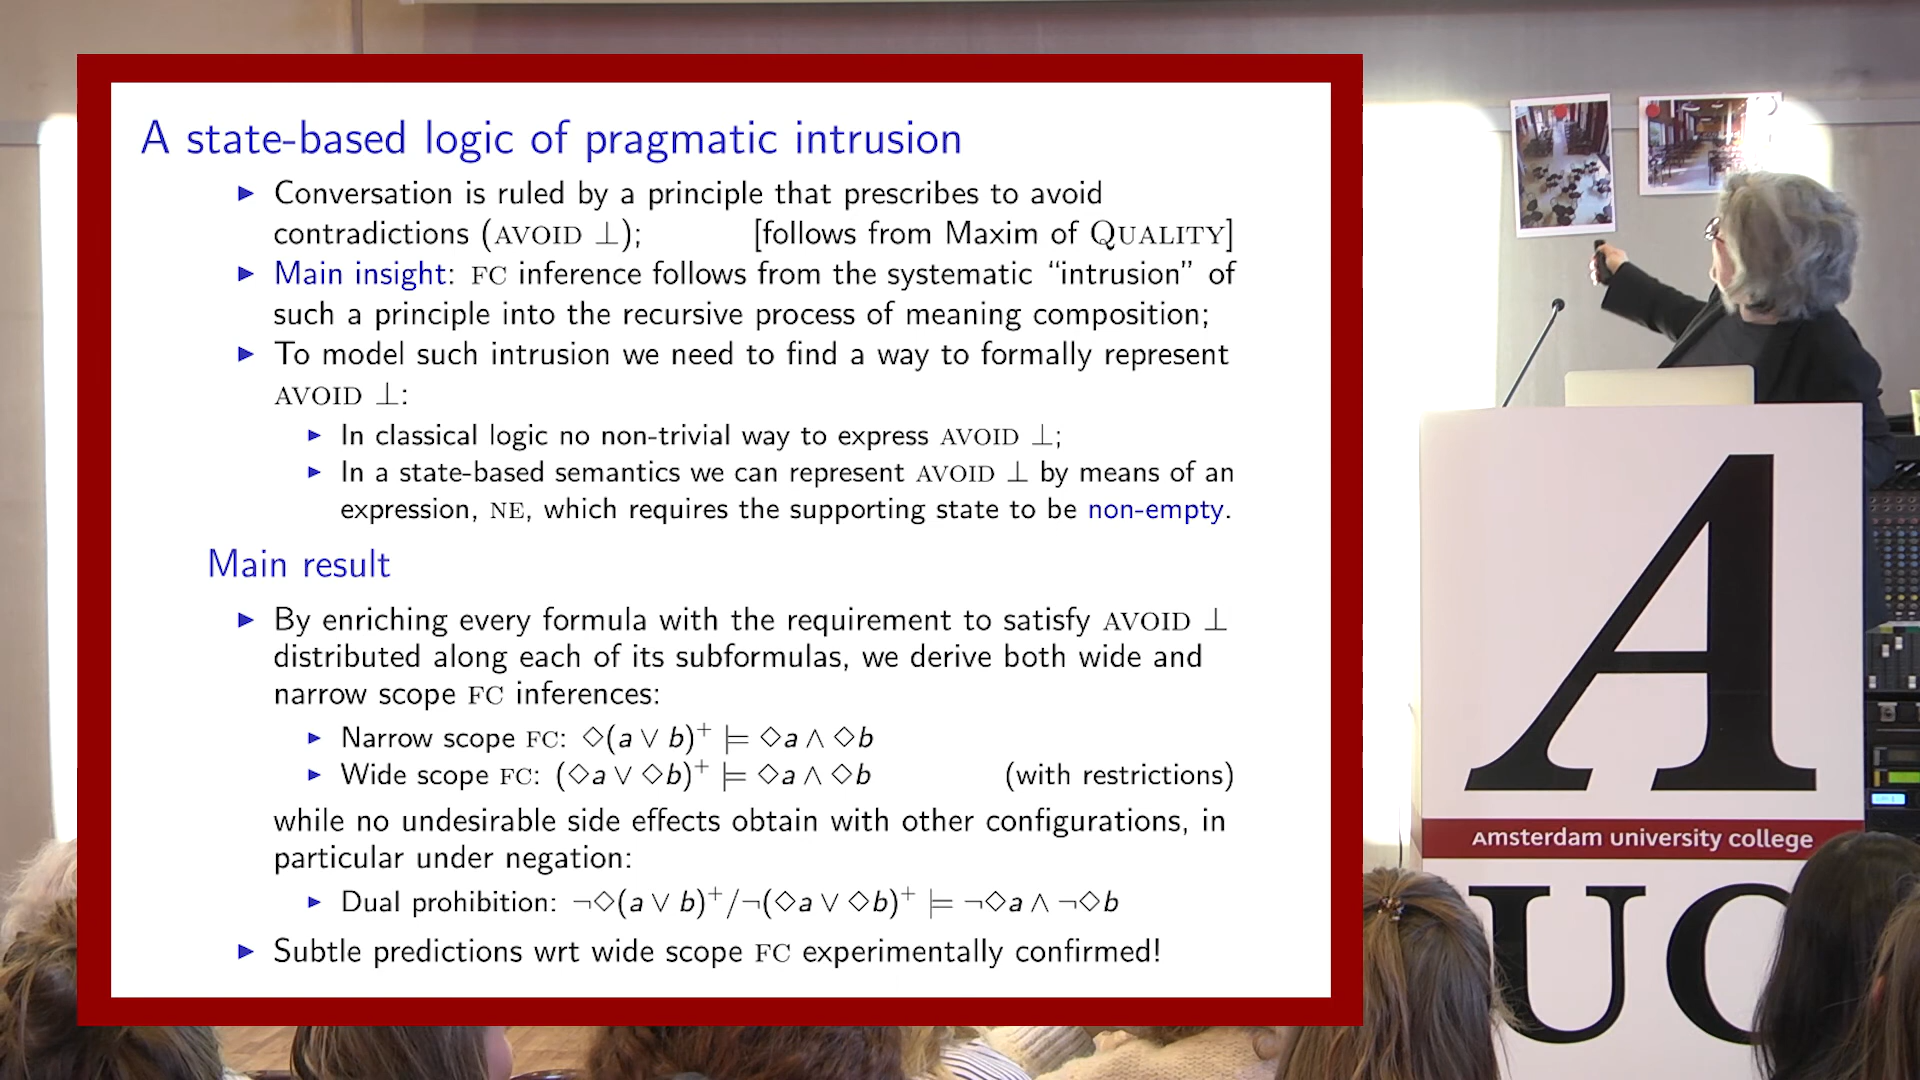 A state-based logic of pragmatic intrusion
▶ Conversation is ruled by a principle that prescribes to avoid
contradictions (AVOID ⊥); [follows from Maxim of QUALITY]
▶ Main insight: FC inference follows from the systematic “intrusion” of
such a principle into the recursive process of meaning composition;
▶ To model such intrusion we need to find a way to formally represent
AVOID ⊥:
▶ In classical logic no non-trivial way to express AVOID ⊥;
▶ In a state-based semantics we can represent AVOID ⊥ by means of an
expression, NE, which requires the supporting state to be non-empty.
Main result
▶ By enriching every formula with the requirement to satisfy AVOID ⊥
distributed along each of its subformulas, we derive both wide and
narrow scope FC inferences:
▶ Narrow scope FC: ◇(a ∨ b)⁺ ⊨ ◇a ∧ ◇b
▶ Wide scope FC: (◇a ∨ ◇b)⁺ ⊨ ◇a ∧ ◇b (with restrictions)
while no undesirable side effects obtain with other configurations, in
particular under negation:
▶ Dual prohibition: ¬◇(a ∨ b)⁺/¬(◇a ∨ ◇b)⁺ ⊨ ¬◇a ∧ ¬◇b
▶ Subtle predictions wrt wide scope FC experimentally confirmed!
A
Amsterdam university college
UC